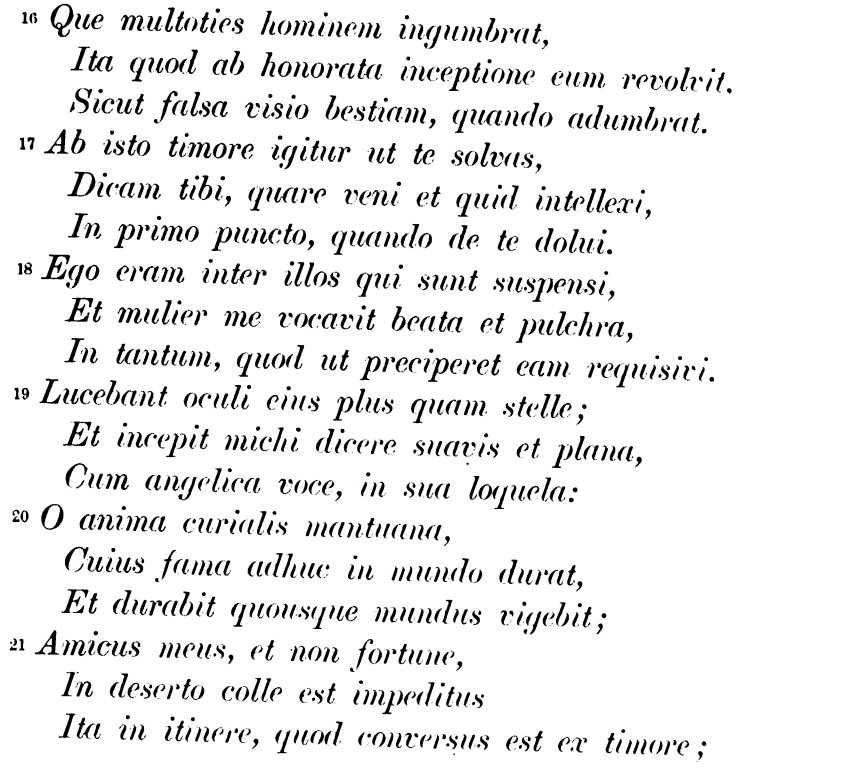 16 Que multoties hominem ingumbrat,
Ita quod ab honorata inceptione eum revolvit.
Sicut falsa visio bestiam, quando adumbrat.
17 Ab isto timore igitur ut te solvas,
Dicam tibi, quare veni et quid intellexi,
In primo puncto, quando de te dolui.
18 Ego eram inter illos qui sunt suspensi,
Et mulier me vocavit beata et pulchra,
In tantum, quod ut preciperet eam requisivi.
19 Lucebant oculi eius plus quam stelle;
Et incepit michi dicere suavis et plana,
Cum angelica voce, in sua loquela:
20 O anima curialis mantuana,
Cuius fama adhuc in mundo durat,
Et durabit quousque mundus vigebit;
21 Amicus meus, et non fortune,
In deserto colle est impeditus
Ita in itinere, quod conversus est ex timore;